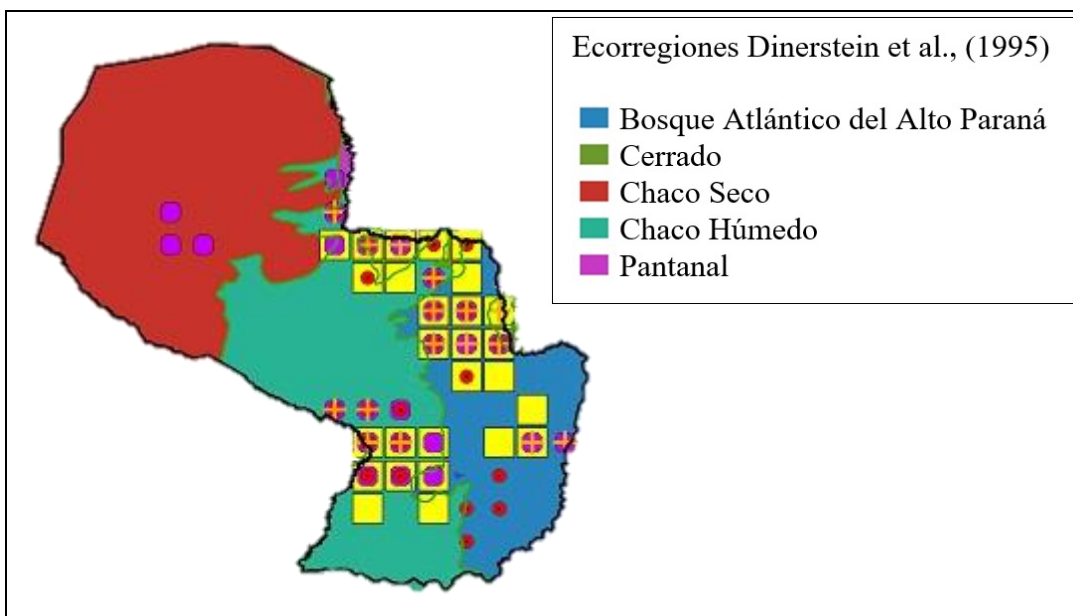 Ecorregiones Dinerstein et al., (1995)
Bosque Atlántico del Alto Paraná
Cerrado
Chaco Seco
Chaco Húmedo
Pantanal